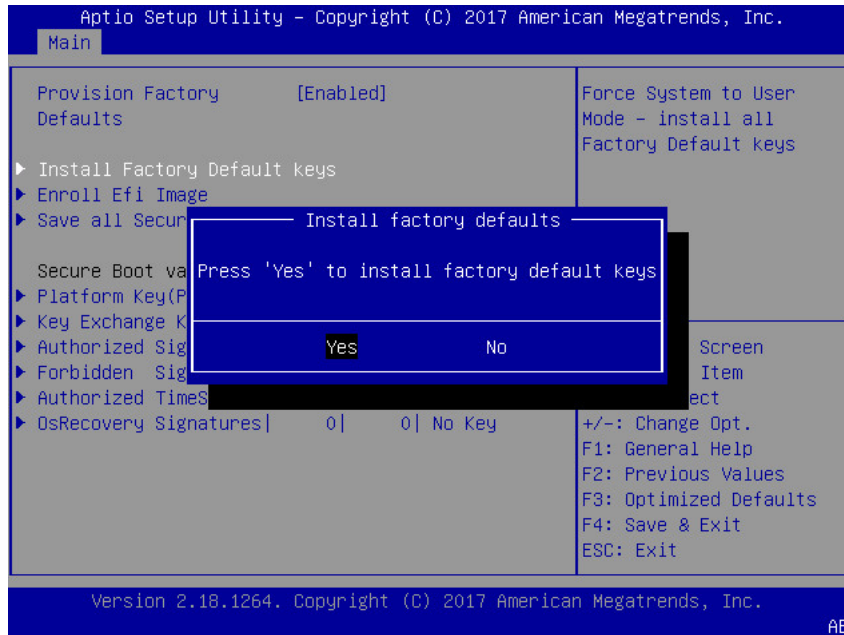 Aptio Setup Utility – Copyright (C) 2017 American Megatrends, Inc.
Main
Provision Factory [Enabled]
Defaults
Install Factory Default keys
Enroll Efi Image
Save all Secur
Secure Boot va
Platform Key(P
Key Exchange K
Authorized Sig
Forbidden Sig
Authorized TimeS
OsRecovery Signatures| 0| 0| No Key
Install factory defaults
Press 'Yes' to install factory default keys
Yes No
Force System to User
Mode – install all
Factory Default keys
Screen
Item
ect
+/-: Change Opt.
F1: General Help
F2: Previous Values
F3: Optimized Defaults
F4: Save & Exit
ESC: Exit
Version 2.18.1264. Copyright (C) 2017 American Megatrends, Inc.